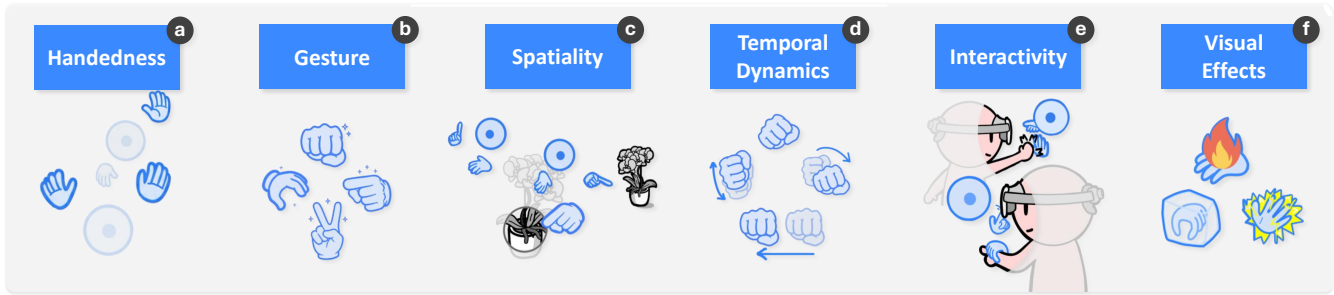 a
Handedness
b
Gesture
c
Spatiality
d
Temporal
Dynamics
e
Interactivity
f
Visual
Effects